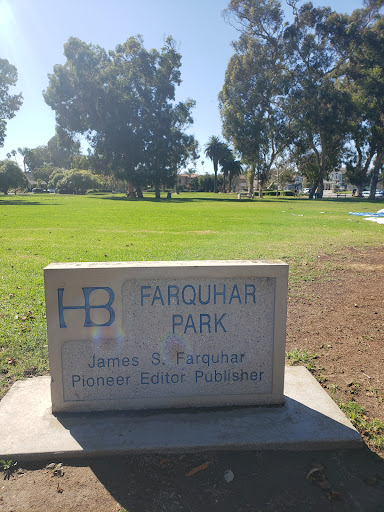 HB FARQUHAR
PARK
James S. Farquhar
Pioneer Editor Publisher